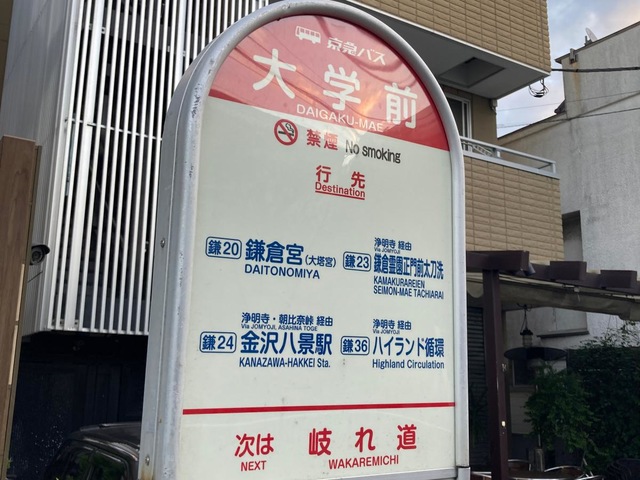 京急バス
大学前
DAIGAKU-MAE
禁煙 No smoking
行先
Destination
鎌20 鎌倉宮(大塔宮)
DAITONOMIYA
浄明寺 経由
Via JOMYOJI
鎌23 鎌倉霊園正門前太刀洗
KAMAKURAREIEN
SEIMON-MAE TACHIARAI
浄明寺・朝比奈峠 経由
Via JOMYOJI, ASAHINA TOGE
鎌24 金沢八景駅
KANAZAWA-HAKKEI Sta.
浄明寺 経由
Via JOMYOJI
鎌36 ハイランド循環
Highland Circulation
次は 岐れ道
NEXT WAKAREMICHI